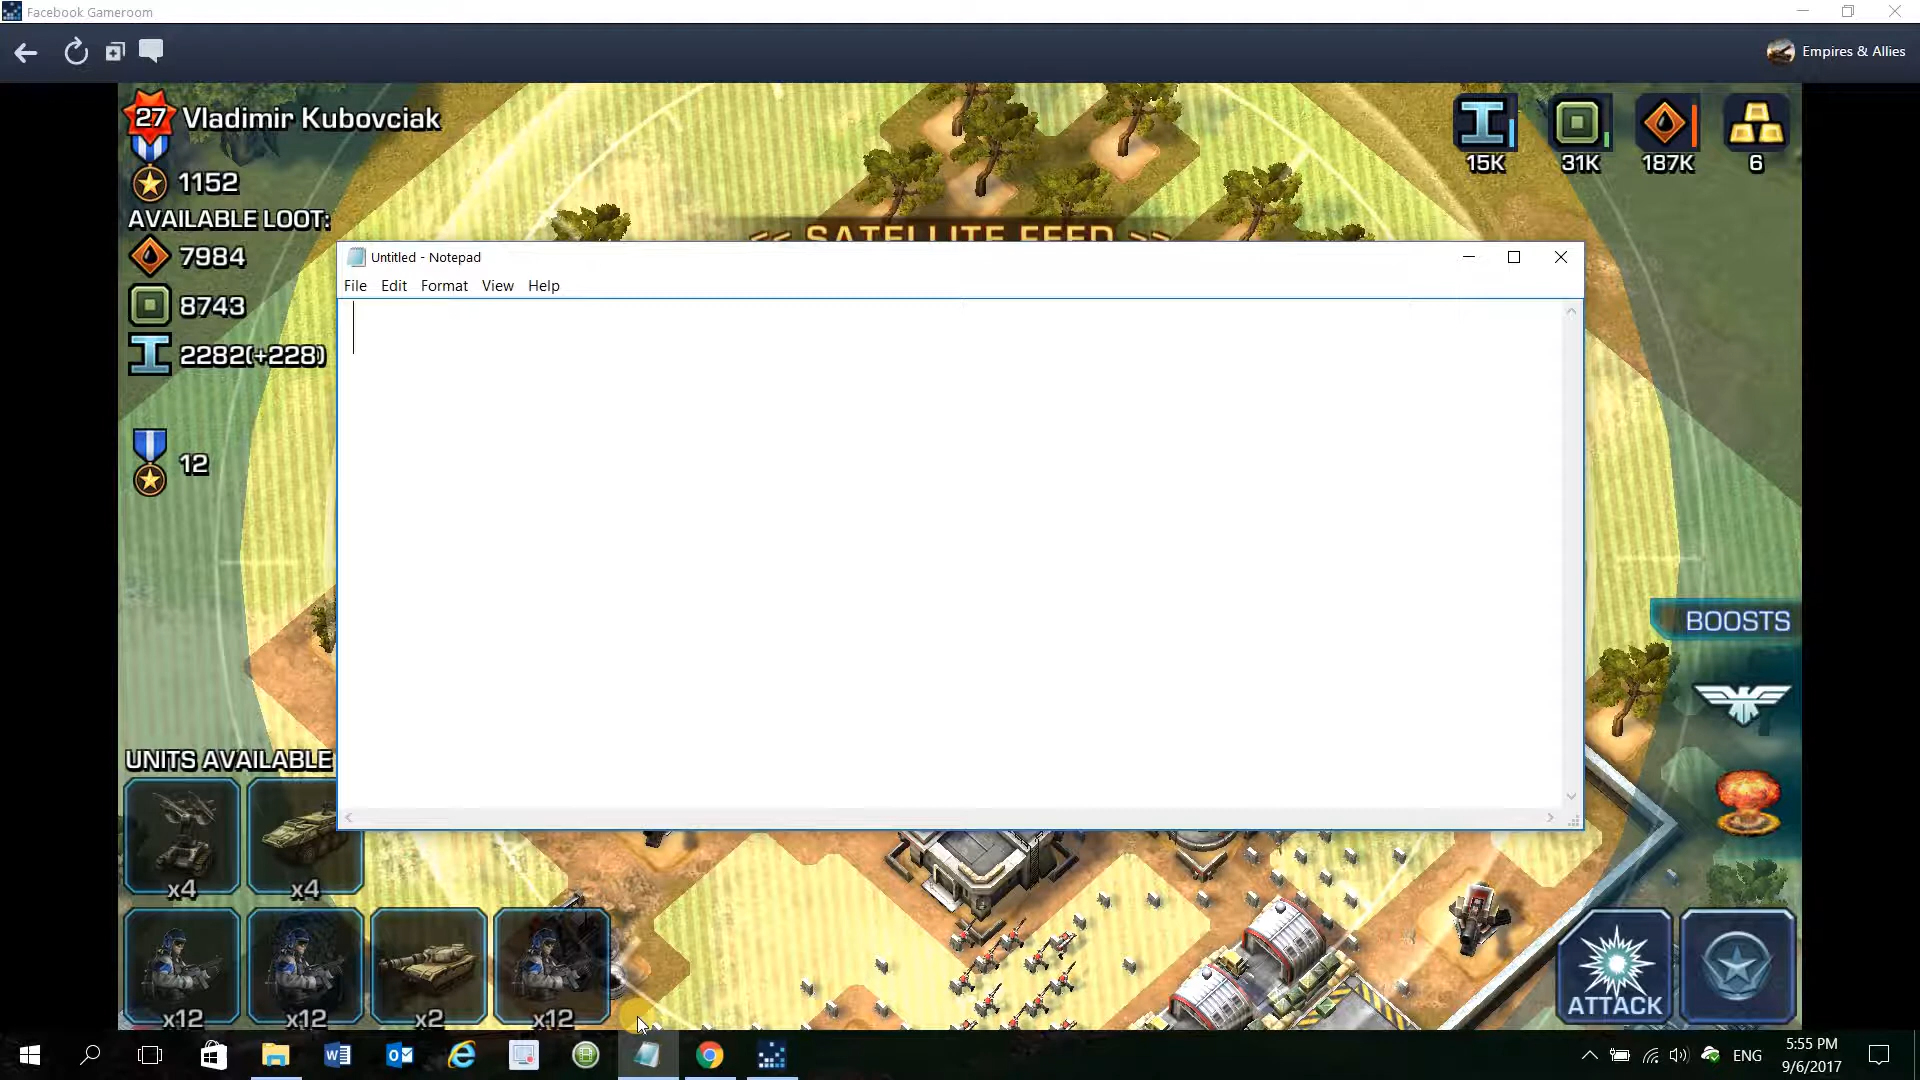 Facebook Gameroom
Empires & Allies
27
Vladimir Kubovciak
1152
AVAILABLE LOOT:
7984
8743
2282(+228)
12
15K
31K
187K
6
<< SATELLITE FEED >>
Untitled - Notepad
File Edit Format View Help
BOOSTS
UNITS AVAILABLE
x4
x4
x12
x12
x2
x12
ATTACK
ENG
5:55 PM
9/6/2017